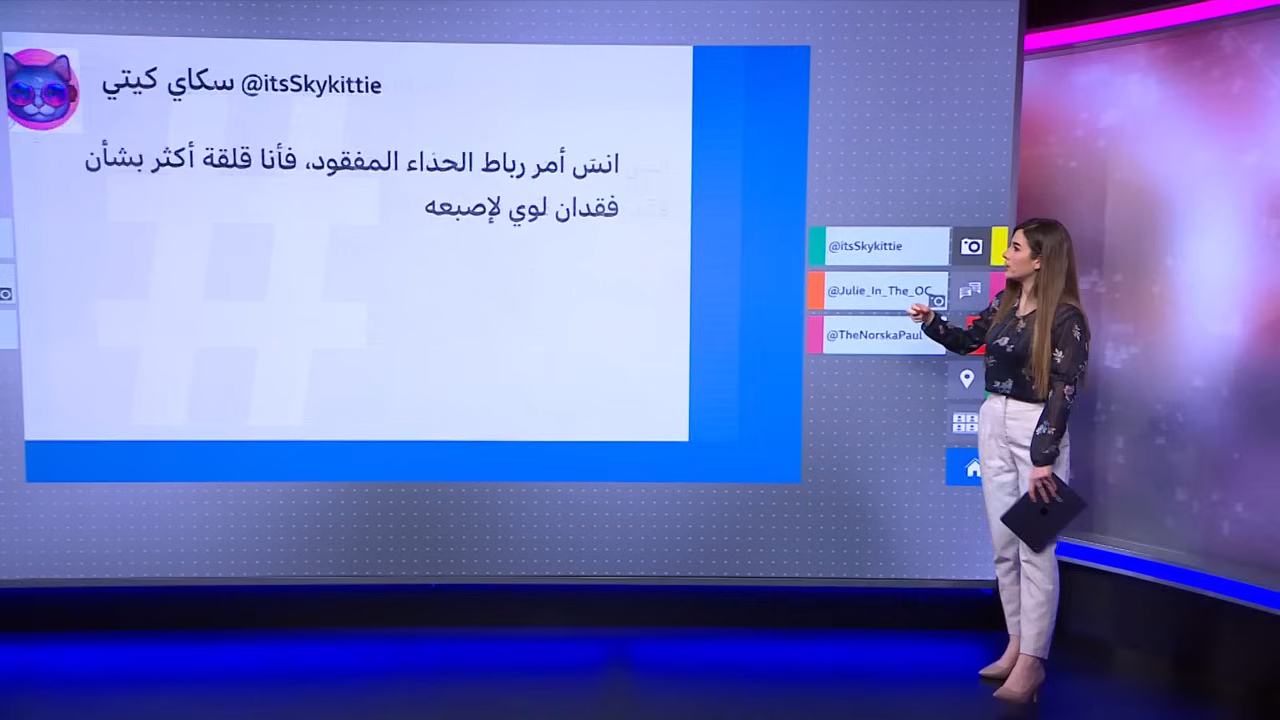 سكاي كيتي @itsSkykittie
انسَ أمر رباط الحذاء المفقود، فأنا قلقة أكثر بشأن
فقدان لوي لإصبعه
@itsSkykittie
@Julie_In_The_OC
@TheNorskaPaul